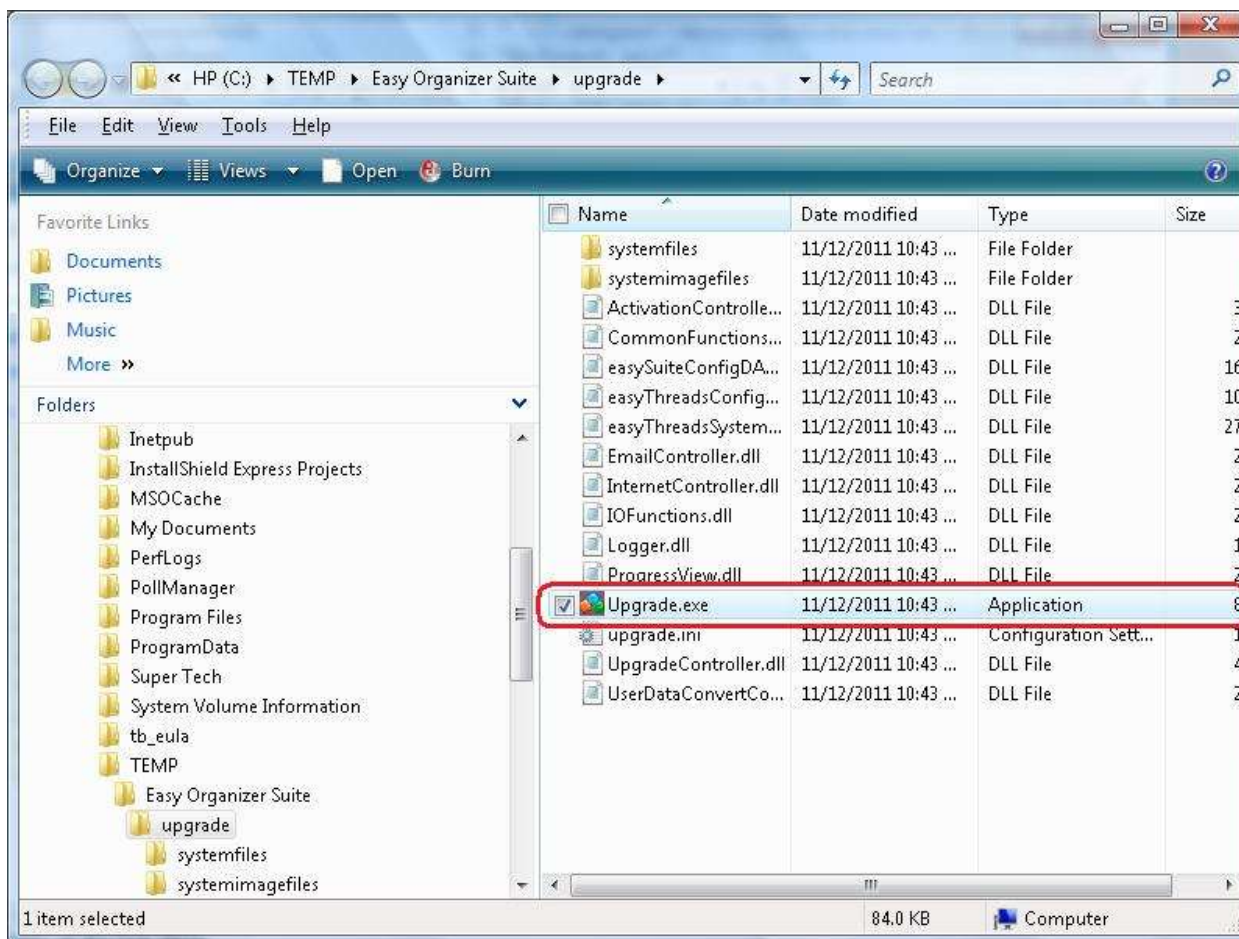 « HP (C:) ▸ TEMP ▸ Easy Organizer Suite ▸ upgrade ▸ Search
File Edit View Tools Help
Organize Views Open Burn
Favorite Links
Documents
Pictures
Music
More »
Folders
Inetpub
InstallShield Express Projects
MSOCache
My Documents
PerfLogs
PollManager
Program Files
ProgramData
Super Tech
System Volume Information
tb_eula
TEMP
Easy Organizer Suite
upgrade
systemfiles
systemimagefiles
Name Date modified Type Size
systemfiles 11/12/2011 10:43 ... File Folder
systemimagefiles 11/12/2011 10:43 ... File Folder
ActivationControlle... 11/12/2011 10:43 ... DLL File
CommonFunctions... 11/12/2011 10:43 ... DLL File
easySuiteConfigDA... 11/12/2011 10:43 ... DLL File 16
easyThreadsConfig... 11/12/2011 10:43 ... DLL File 10
easyThreadsSystem... 11/12/2011 10:43 ... DLL File 27
EmailController.dll 11/12/2011 10:43 ... DLL File
InternetController.dll 11/12/2011 10:43 ... DLL File
IOFunctions.dll 11/12/2011 10:43 ... DLL File
Logger.dll 11/12/2011 10:43 ... DLL File
ProgressView.dll 11/12/2011 10:43 ... DLL File
Upgrade.exe 11/12/2011 10:43 ... Application 8
upgrade.ini 11/12/2011 10:43 ... Configuration Sett...
UpgradeController.dll 11/12/2011 10:43 ... DLL File
UserDataConvertCo... 11/12/2011 10:43 ... DLL File
1 item selected 84.0 KB Computer